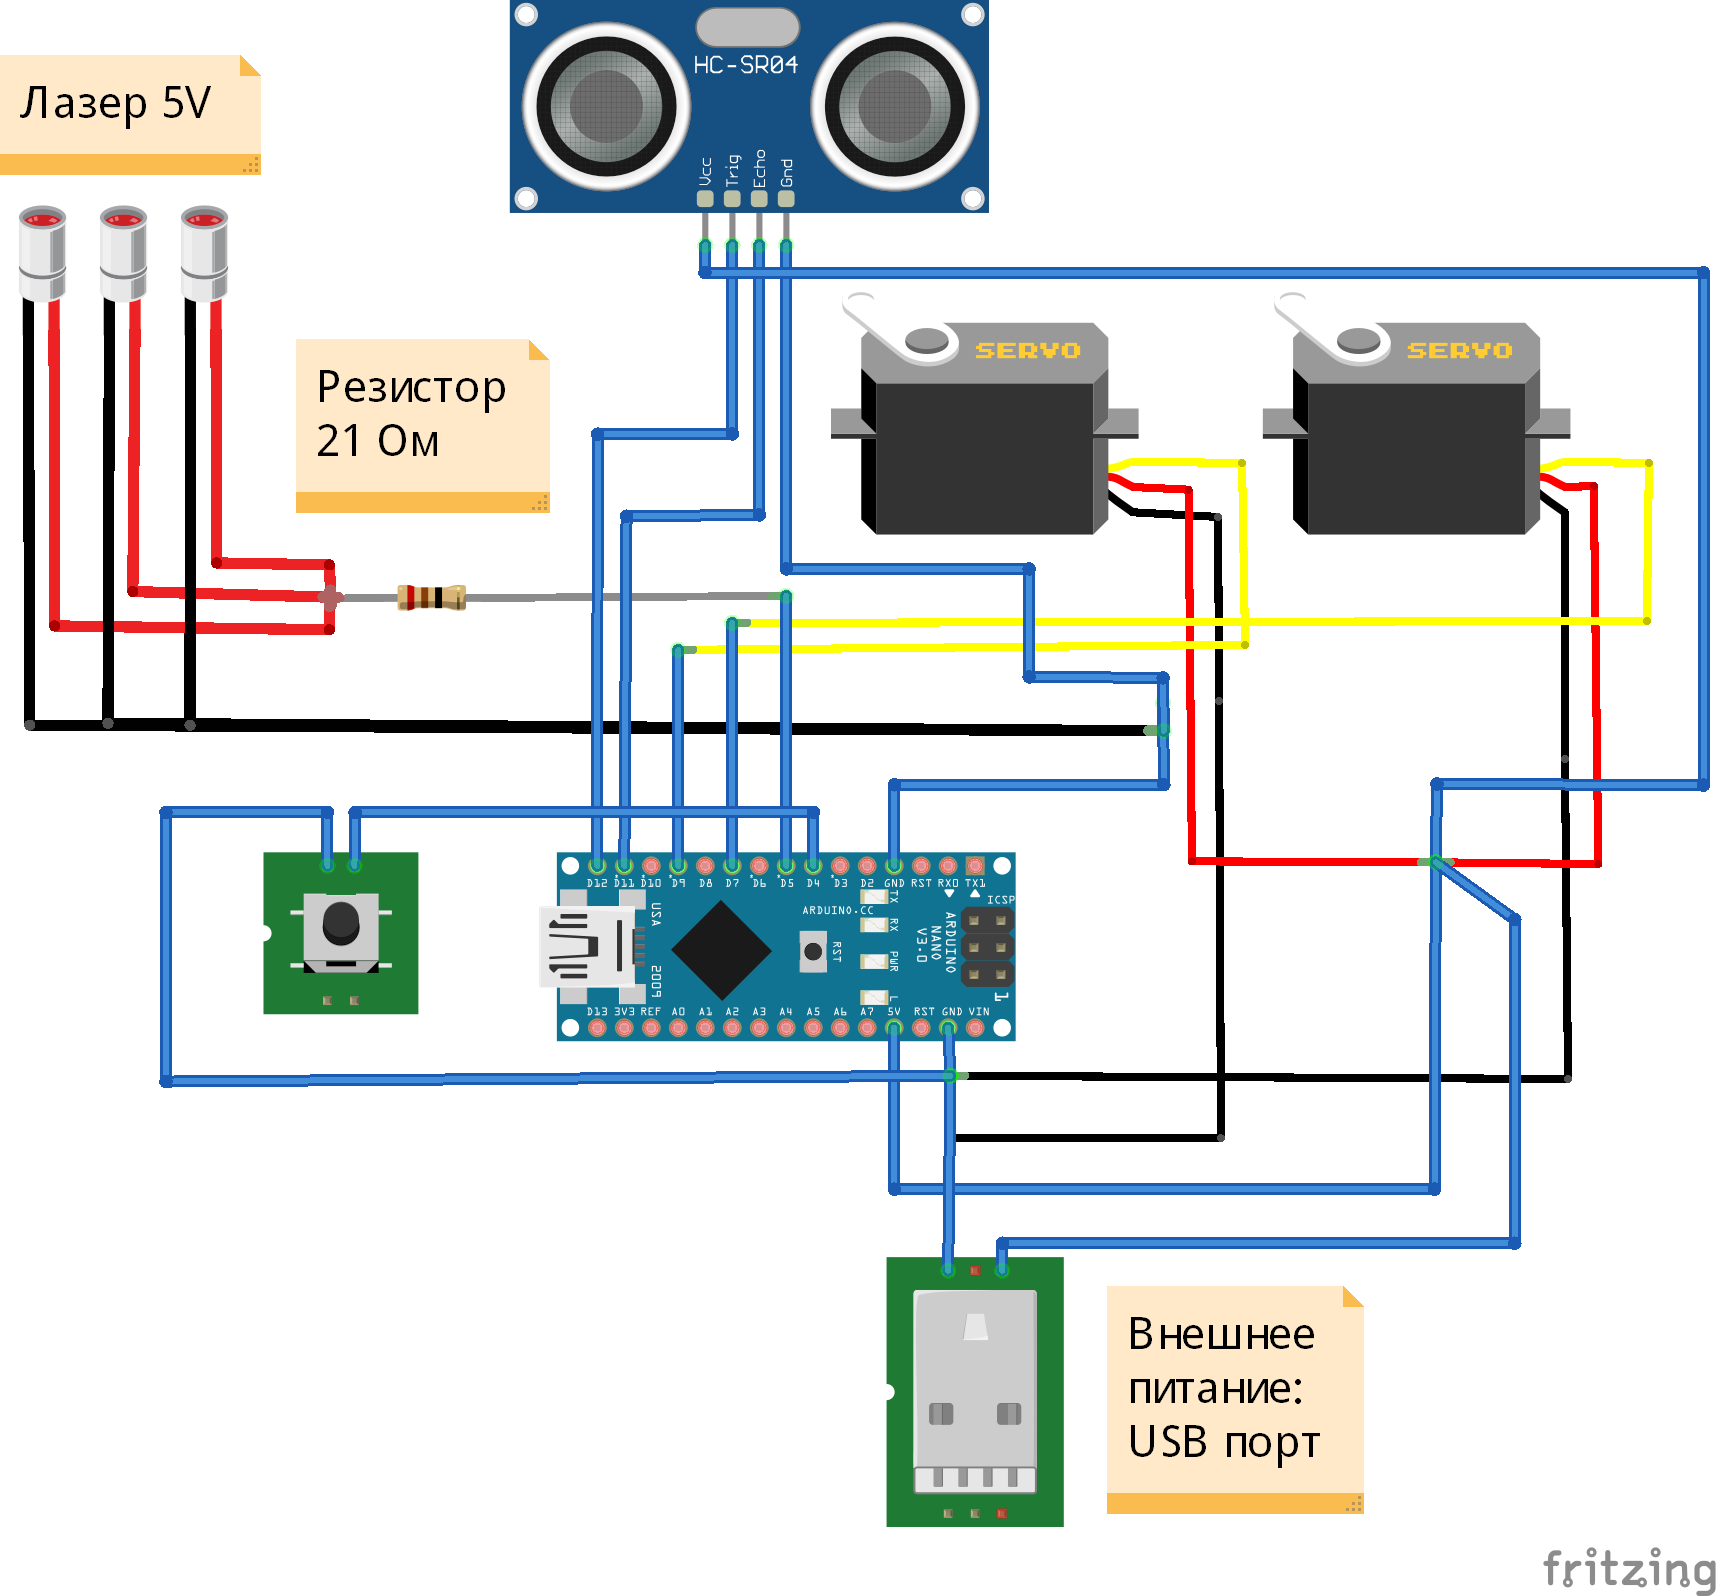 HC-SR04
Vcc
Trig
Echo
Gnd
Лазер 5V
SERVO
SERVO
Резистор
21 Ом
D12
D11
D10
D9
D8
D7
D6
D5
D4
D3
D2
GND
RST
RX0
TX1
USA
ARDUINO.CC
TX
RX
PWR
L
RST
ARDUINO
NANO
V3.0
ICSP
1
2005
D13
3V3
REF
A0
A1
A2
A3
A4
A5
A6
A7
5V
RST
GND
VIN
Внешнее
питание:
USB порт
fritzing